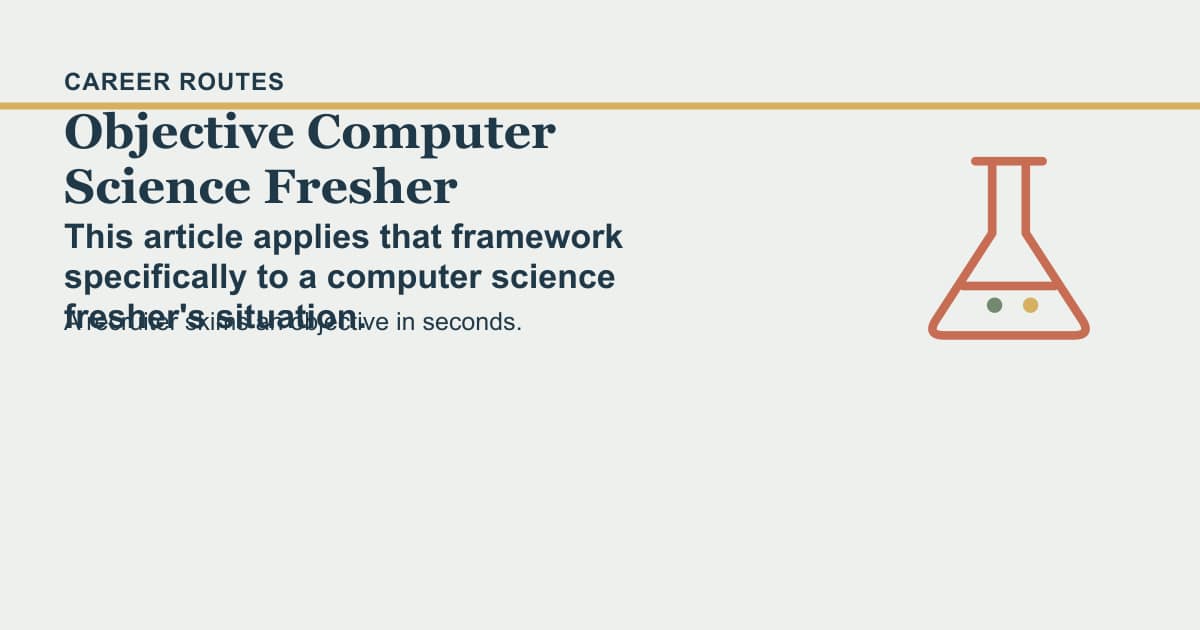 CAREER ROUTES
Objective Computer
Science Fresher
This article applies that framework
specifically to a computer science
fresher's situation.
A recruiter skims an objective in seconds.